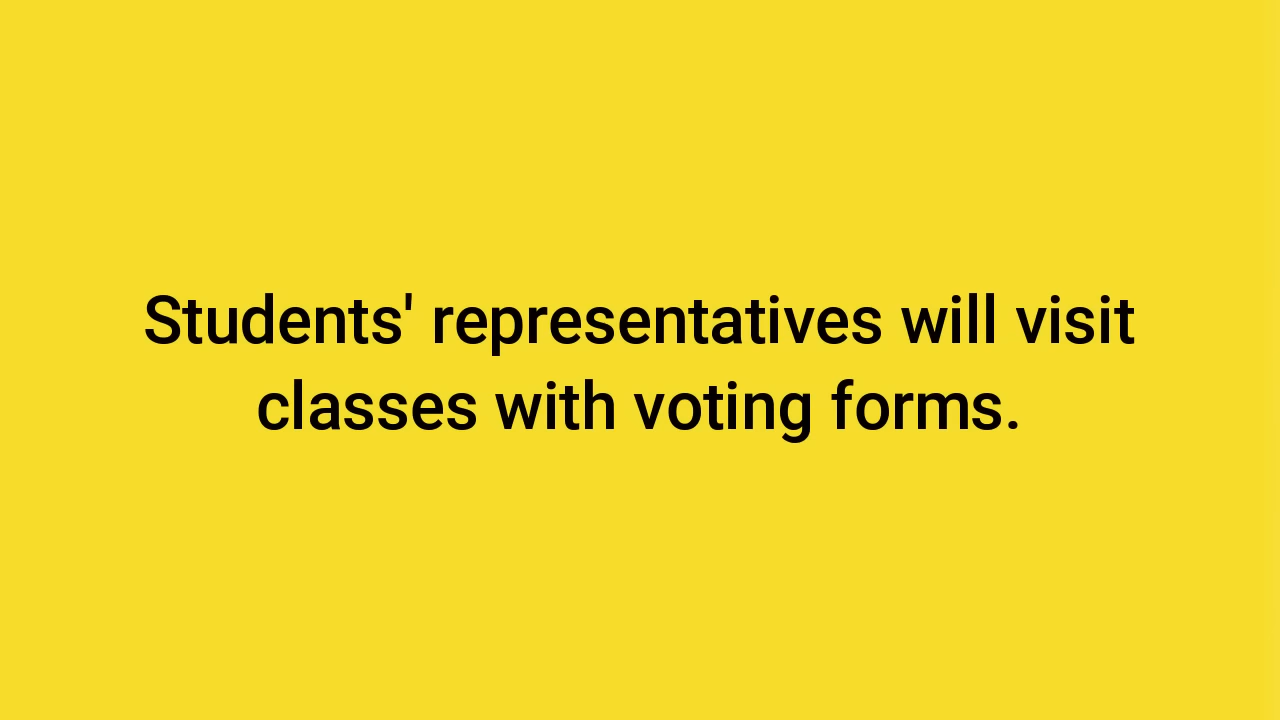 Students' representatives will visit
classes with voting forms.